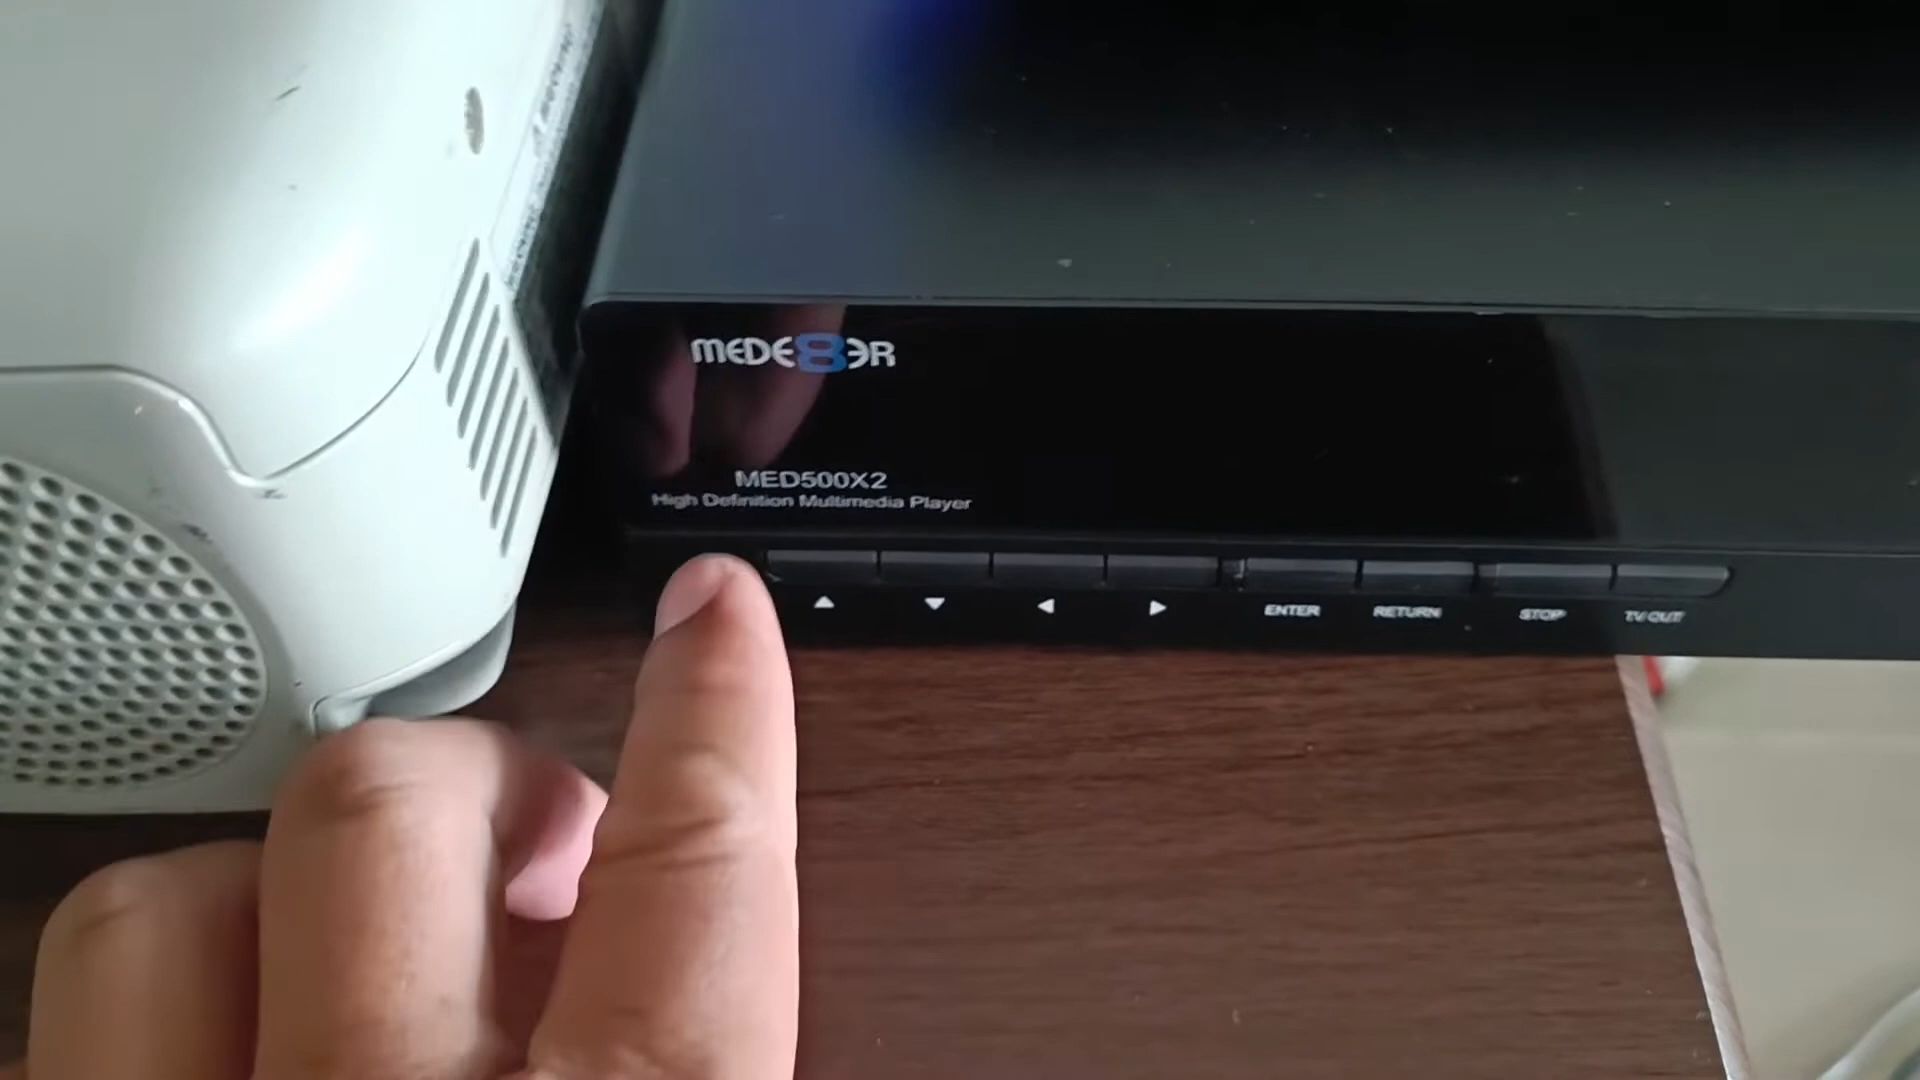 MEDE8ER
MED500X2
High Definition Multimedia Player
ENTER RETURN STOP TV OUT